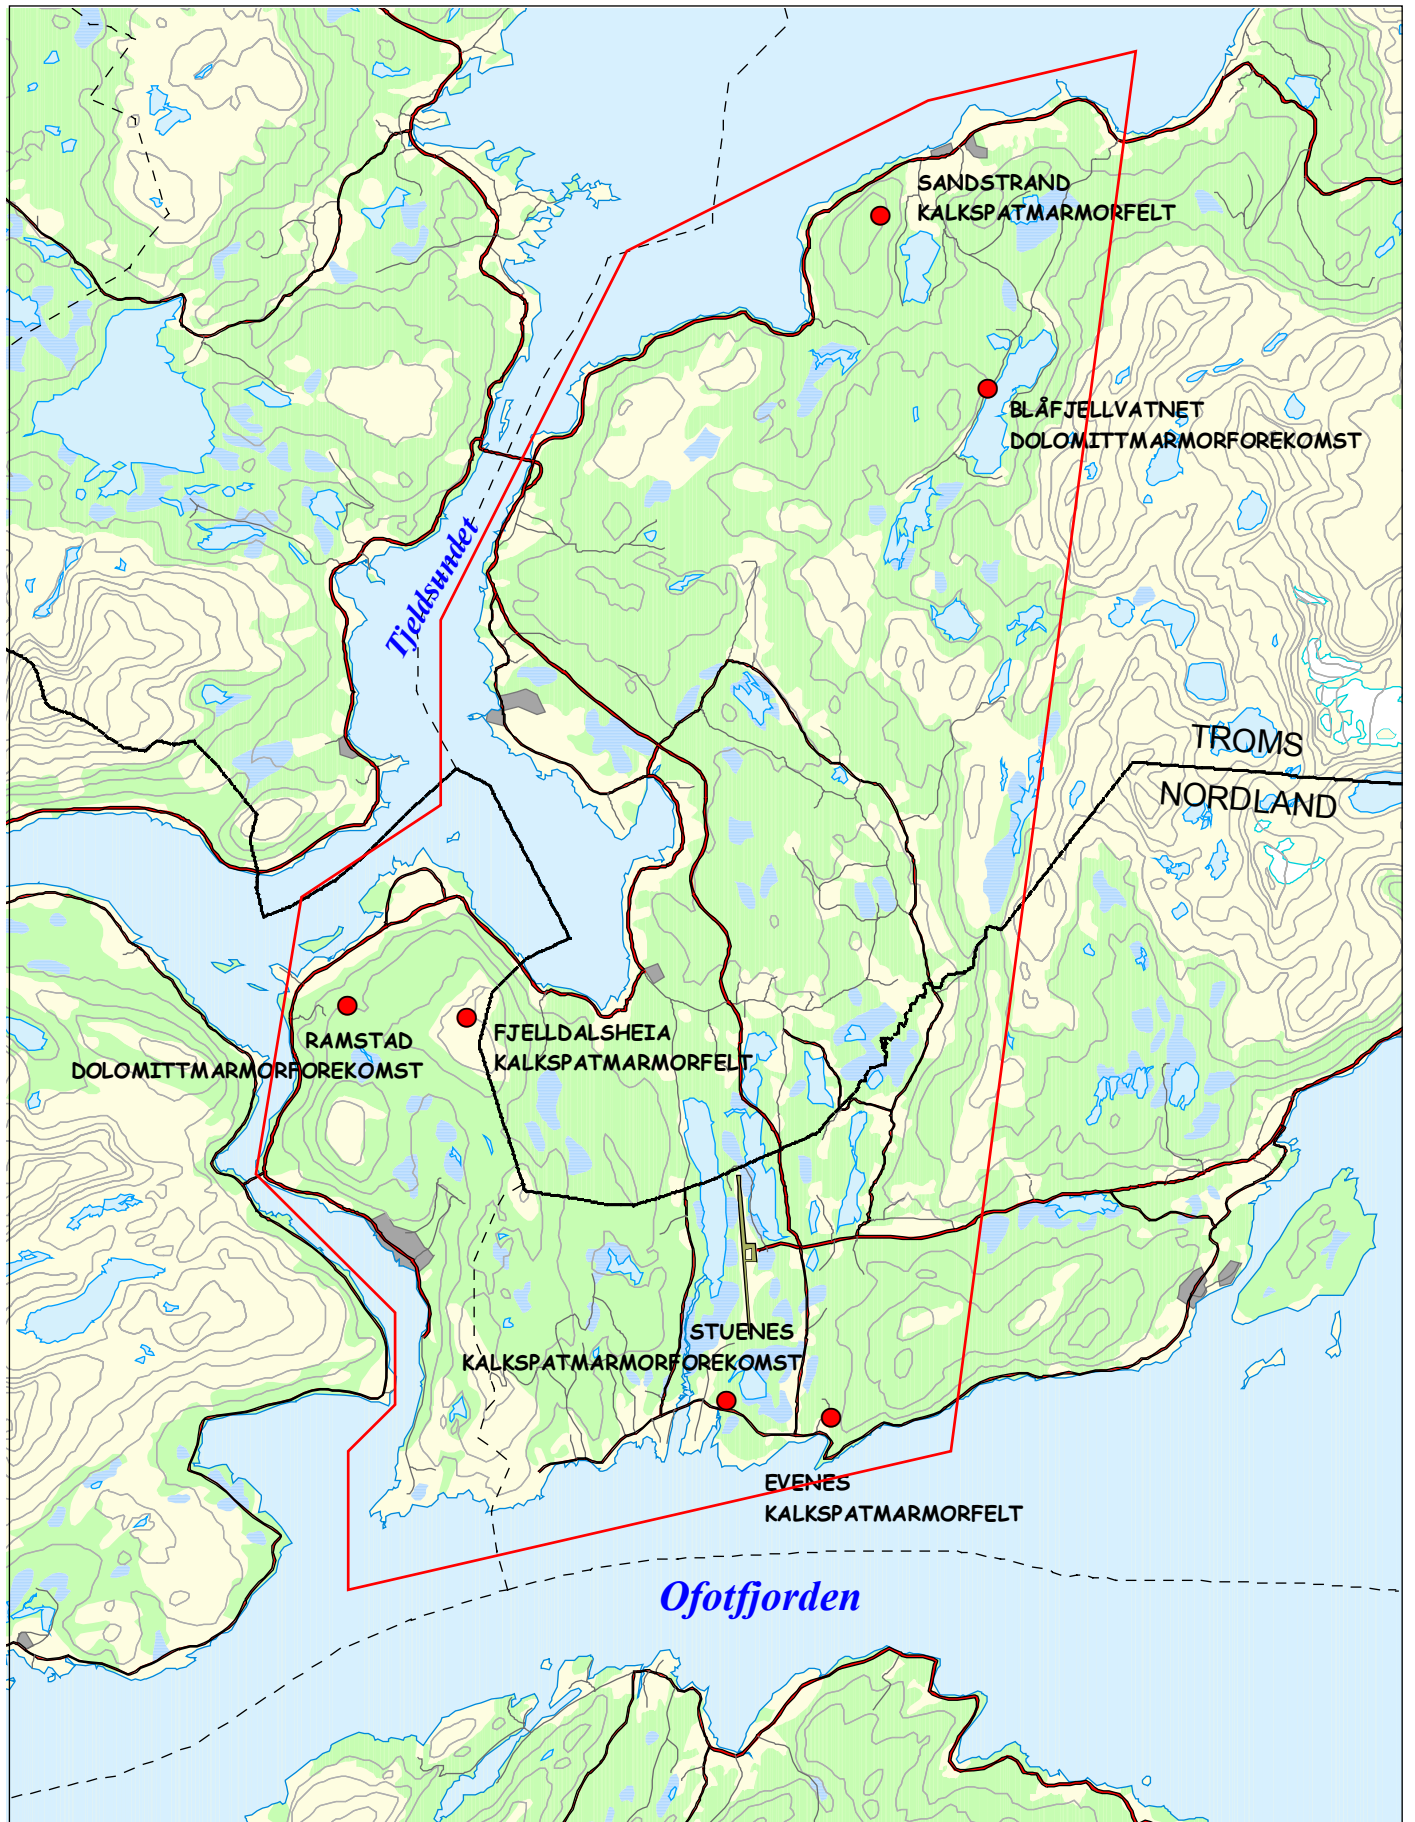 SANDSTRAND
KALKSPATMARMORFELT
BLÅFJELLVATNET
DOLOMITTMARMORFOREKOMST
Tjeldsundet
TROMS
NORDLAND
RAMSTAD
DOLOMITTMARMORFOREKOMST
FJELLDALSHEIA
KALKSPATMARMORFELT
STUENES
KALKSPATMARMORFOREKOMST
EVENES
KALKSPATMARMORFELT
Ofotfjorden